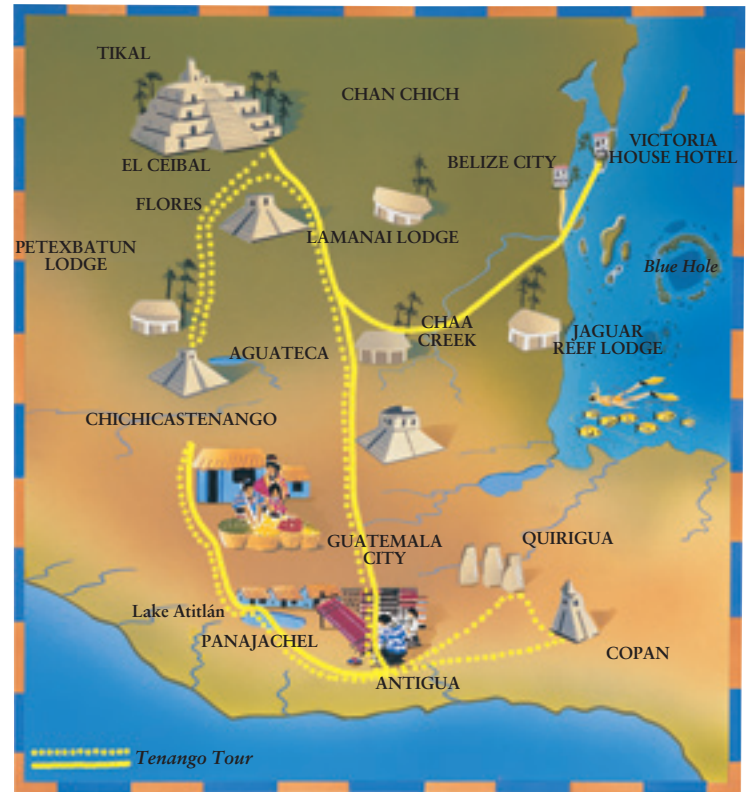 TIKAL
CHAN CHICH
VICTORIA
HOUSE HOTEL
BELIZE CITY
EL CEIBAL
FLORES
LAMANAI LODGE
PETEXBATUN
LODGE
Blue Hole
CHAA
CREEK
JAGUAR
REEF LODGE
AGUATECA
CHICHICASTENANGO
GUATEMALA
CITY
QUIRIGUA
Lake Atitlán
PANAJACHEL
COPAN
ANTIGUA
Tenango Tour